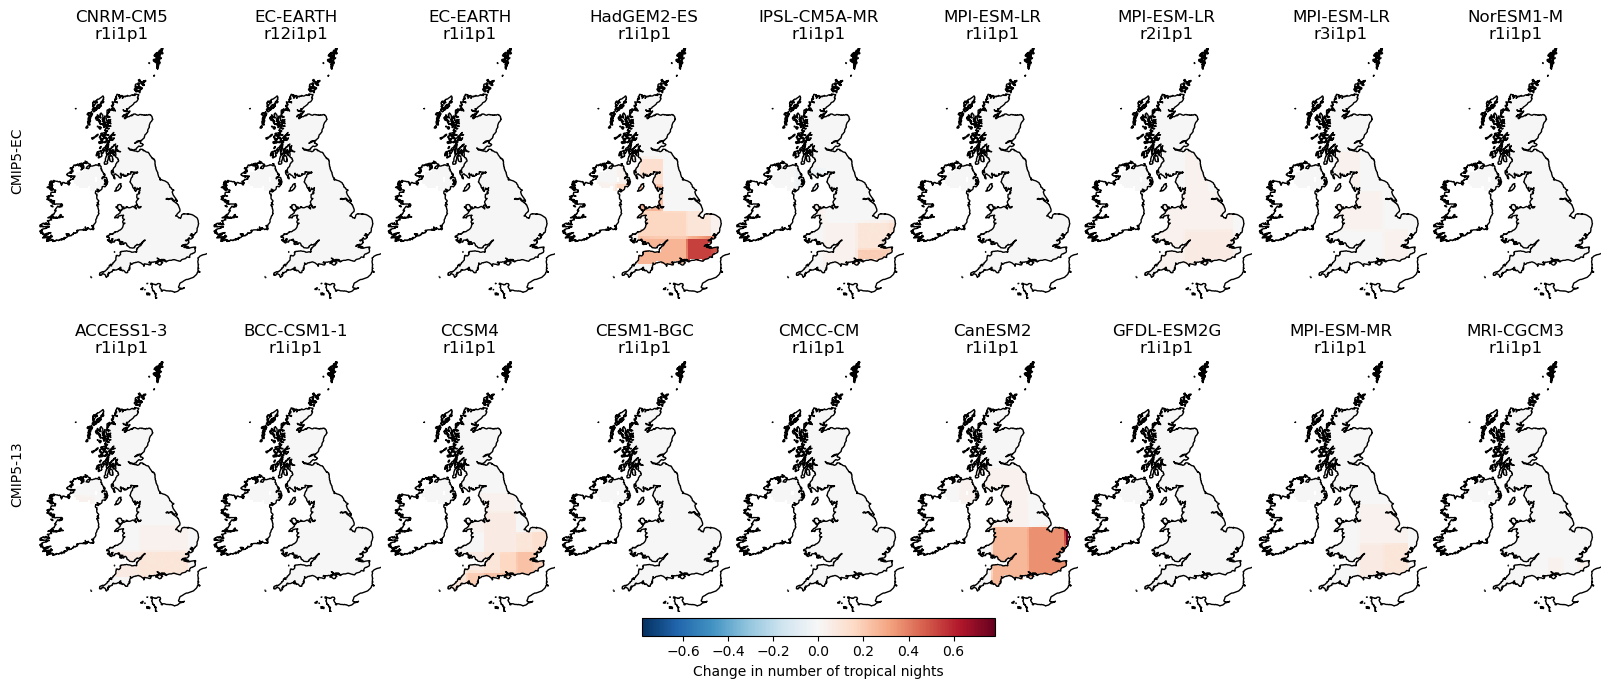 CNRM-CM5 EC-EARTH EC-EARTH HadGEM2-ES IPSL-CM5A-MR MPI-ESM-LR MPI-ESM-LR MPI-ESM-LR NorESM1-M
r1i1p1 r12i1p1 r1i1p1 r1i1p1 r1i1p1 r1i1p1 r2i1p1 r3i1p1 r1i1p1
CMIP5-EC
ACCESS1-3 BCC-CSM1-1 CCSM4 CESM1-BGC CMCC-CM CanESM2 GFDL-ESM2G MPI-ESM-MR MRI-CGCM3
r1i1p1 r1i1p1 r1i1p1 r1i1p1 r1i1p1 r1i1p1 r1i1p1 r1i1p1 r1i1p1
CMIP5-13
−0.6 −0.4 −0.2 0.0 0.2 0.4 0.6
Change in number of tropical nights